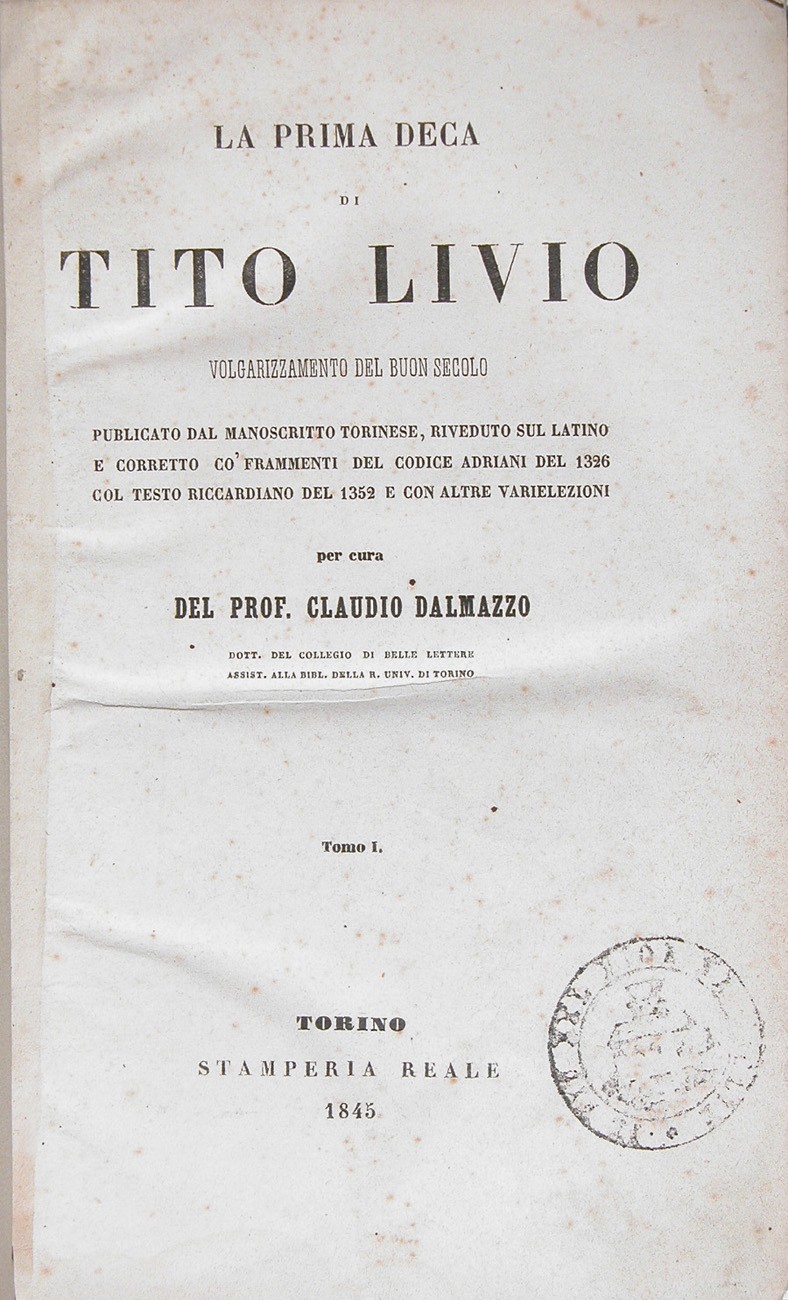 LA PRIMA DECA
DI
TITO LIVIO
VOLGARIZZAMENTO DEL BUON SECOLO
PUBLICATO DAL MANOSCRITTO TORINESE, RIVEDUTO SUL LATINO
E CORRETTO CO' FRAMMENTI DEL CODICE ADRIANI DEL 1326
COL TESTO RICCARDIANO DEL 1352 E CON ALTRE VARIELEZIONI
per cura
DEL PROF. CLAUDIO DALMAZZO
DOTT. DEL COLLEGIO DI BELLE LETTERE
ASSIST. ALLA BIBL. DELLA R. UNIV. DI TORINO
Tomo I.
TORINO
STAMPERIA REALE
1845